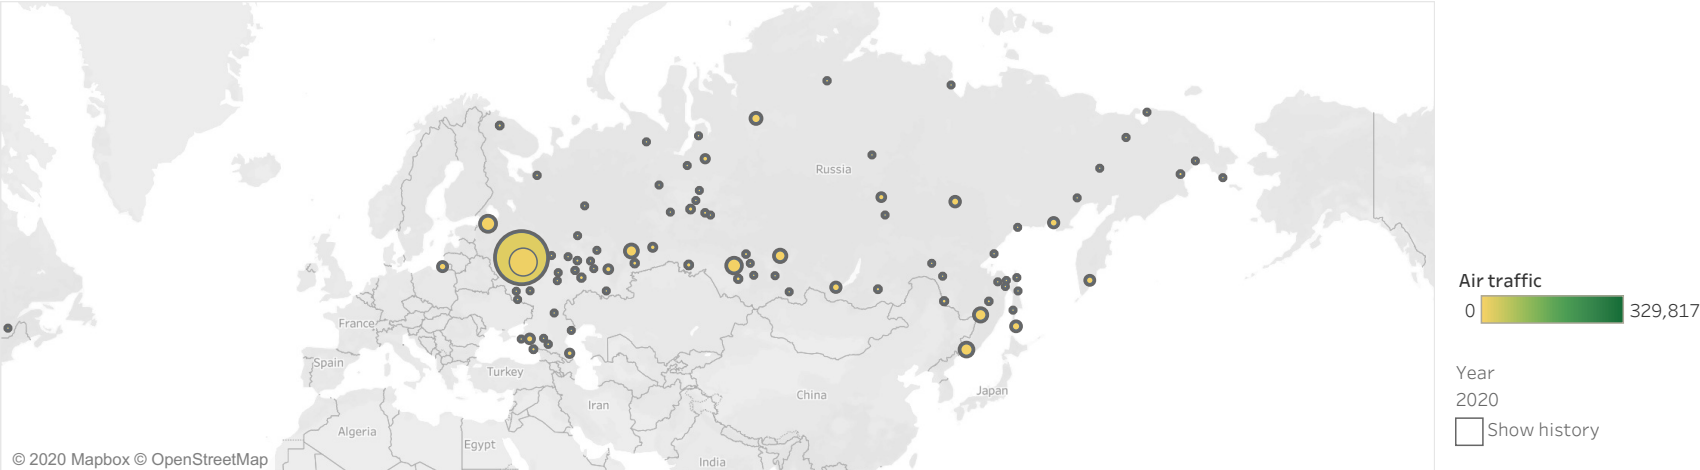 Russia
France
Spain
Turkey
Iran
China
Japan
Algeria
Egypt
India
© 2020 Mapbox © OpenStreetMap
Air traffic
0 329,817
Year
2020
Show history